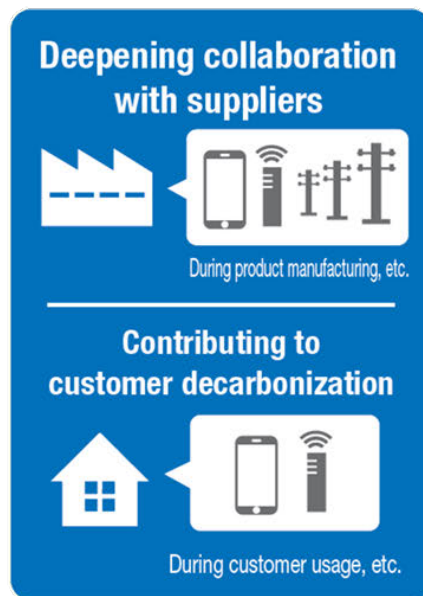 Deepening collaboration
with suppliers
During product manufacturing, etc.
Contributing to
customer decarbonization
During customer usage, etc.